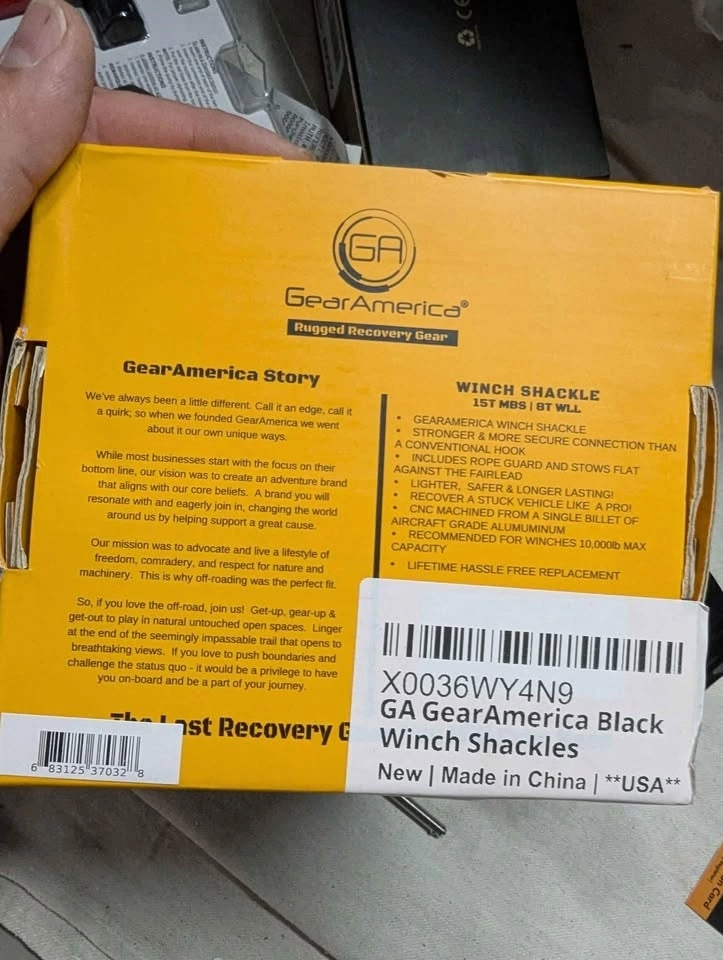 GA
GearAmerica®
Rugged Recovery Gear
GearAmerica Story
We've always been a little different. Call it an edge, call it
a quirk; so when we founded GearAmerica we went
about it our own unique ways.
While most businesses start with the focus on their
bottom line, our vision was to create an adventure brand
that aligns with our core beliefs. A brand you will
resonate with and eagerly join in, changing the world
around us by helping support a great cause.
Our mission was to advocate and live a lifestyle of
freedom, comradery, and respect for nature and
machinery. This is why off-roading was the perfect fit.
So, if you love the off-road, join us! Get-up, gear-up &
get-out to play in natural untouched open spaces. Linger
at the end of the seemingly impassable trail that opens to
breathtaking views. If you love to push boundaries and
challenge the status quo - it would be a privilege to have
you on-board and be a part of your journey.
WINCH SHACKLE
15T MBS | 8T WLL
• GEARAMERICA WINCH SHACKLE
• STRONGER & MORE SECURE CONNECTION THAN
A CONVENTIONAL HOOK
• INCLUDES ROPE GUARD AND STOWS FLAT
AGAINST THE FAIRLEAD
• LIGHTER, SAFER & LONGER LASTING!
• RECOVER A STUCK VEHICLE LIKE A PRO!
• CNC MACHINED FROM A SINGLE BILLET OF
AIRCRAFT GRADE ALUMUMINUM
• RECOMMENDED FOR WINCHES 10,000lb MAX
CAPACITY
• LIFETIME HASSLE FREE REPLACEMENT
The Last Recovery G
6 83125 37032 8
X0036WY4N9
GA GearAmerica Black
Winch Shackles
New | Made in China | **USA**